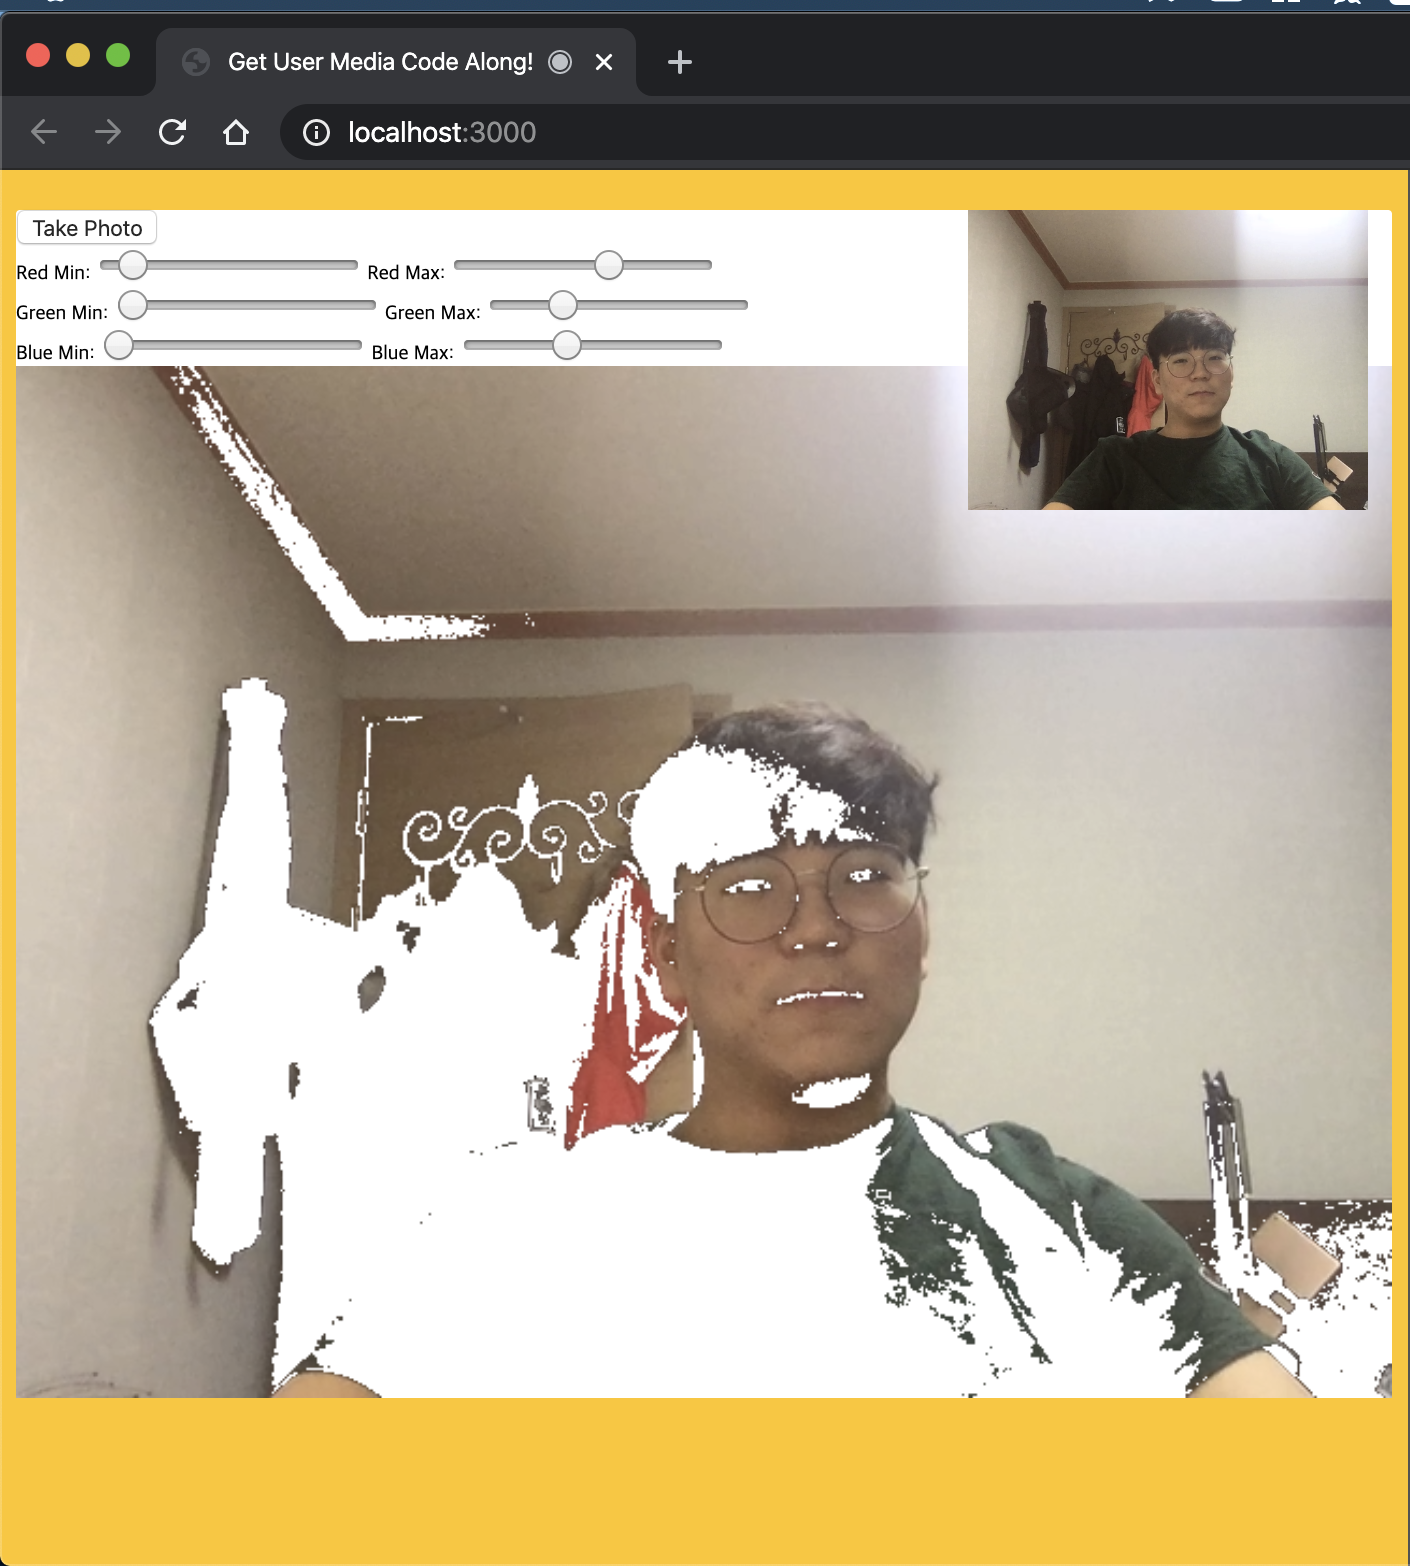 Get User Media Code Along!
localhost:3000
Take Photo
Red Min: Red Max:
Green Min: Green Max:
Blue Min: Blue Max: